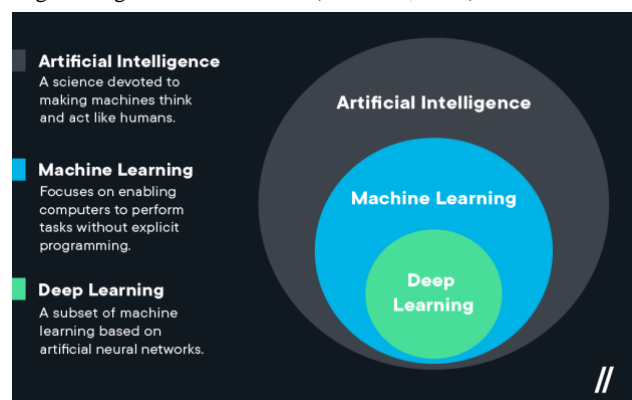 Artificial Intelligence
A science devoted to
making machines think
and act like humans.
Machine Learning
Focuses on enabling
computers to perform
tasks without explicit
programming.
Deep Learning
A subset of machine
learning based on
artificial neural networks.
Artificial Intelligence
Machine Learning
Deep
Learning